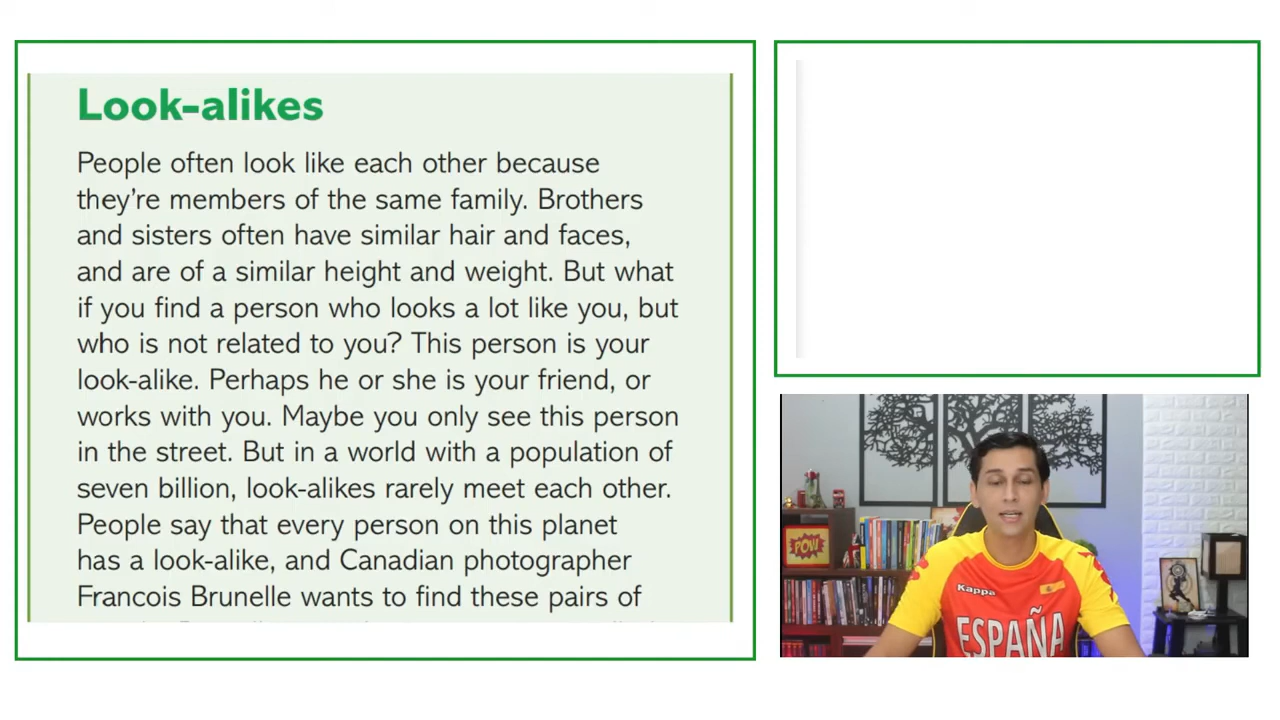 Look-alikes
People often look like each other because
they're members of the same family. Brothers
and sisters often have similar hair and faces,
and are of a similar height and weight. But what
if you find a person who looks a lot like you, but
who is not related to you? This person is your
look-alike. Perhaps he or she is your friend, or
works with you. Maybe you only see this person
in the street. But in a world with a population of
seven billion, look-alikes rarely meet each other.
People say that every person on this planet
has a look-alike, and Canadian photographer
Francois Brunelle wants to find these pairs of
POW
Kappa
ESPAÑA